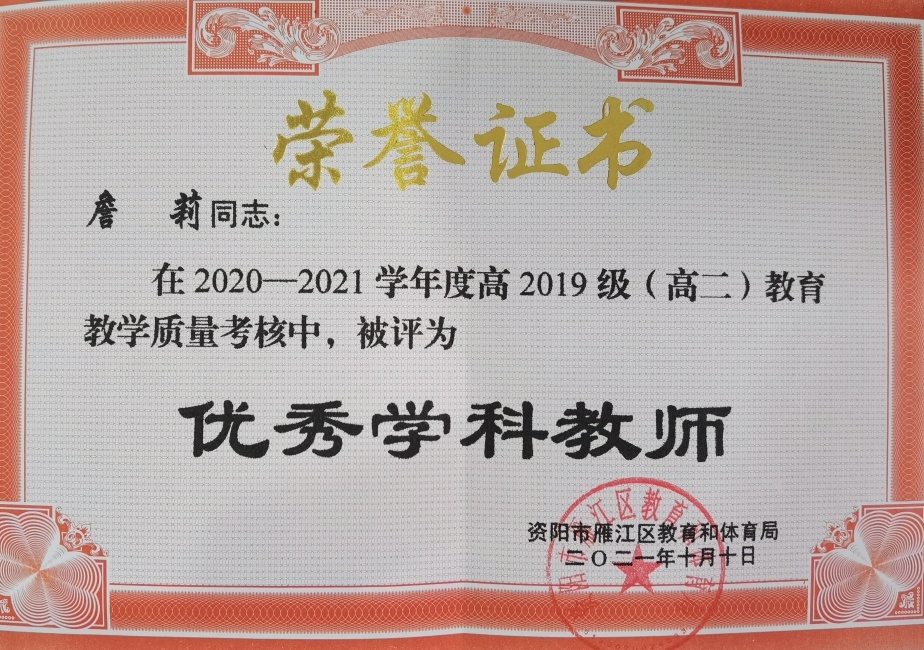 荣誉证书
詹 莉同志：
在2020—2021学年度高2019级（高二）教育
教学质量考核中，被评为
优秀学科教师
资阳市雁江区教育和体育局
二〇二一年十月十日